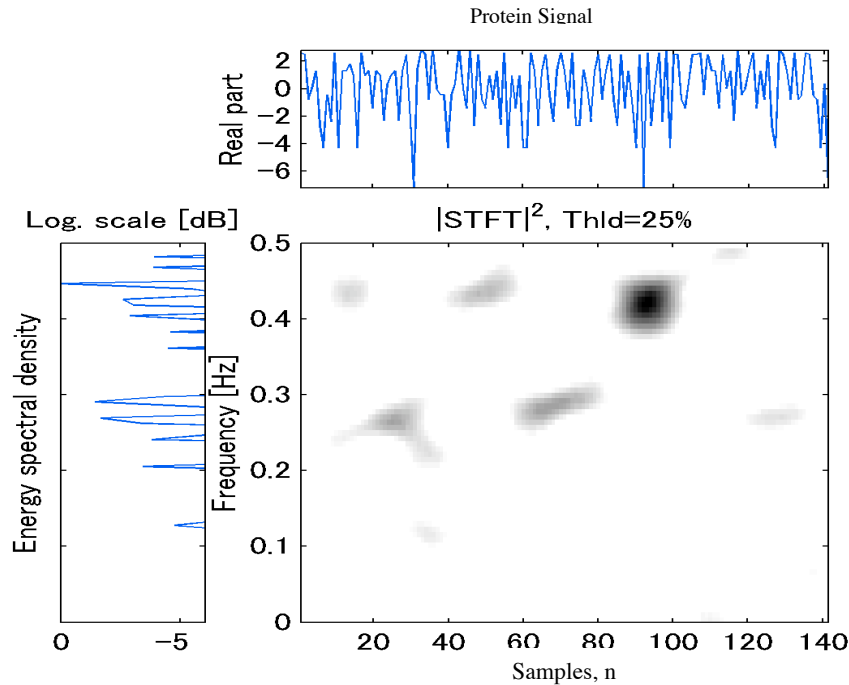 Protein Signal
2
0
−2
−4
−6
Real part
Log. scale [dB]
|STFT|², Thld=25%
Energy spectral density
0
−5
Frequency [Hz]
0.5
0.4
0.3
0.2
0.1
0
20 40 60 80 100 120 140
Samples, n